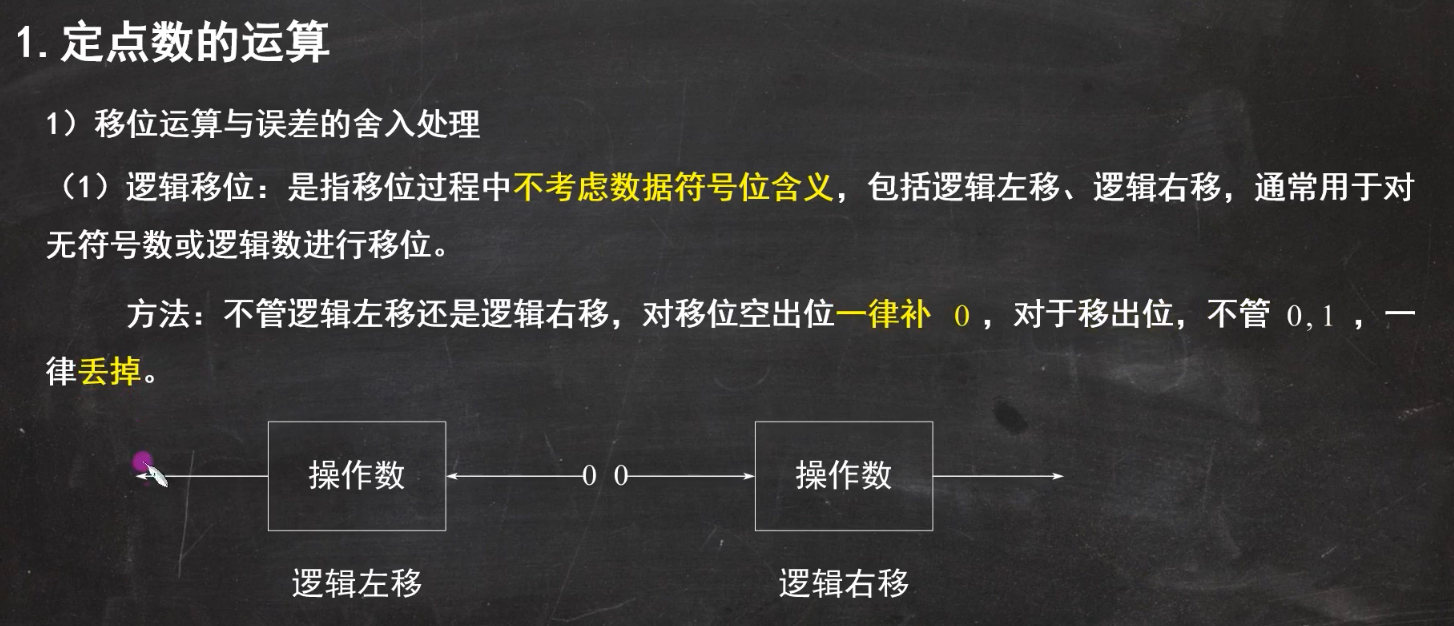 1.定点数的运算
1）移位运算与误差的舍入处理
（1）逻辑移位：是指移位过程中不考虑数据符号位含义，包括逻辑左移、逻辑右移，通常用于对
无符号数或逻辑数进行移位。
方法：不管逻辑左移还是逻辑右移，对移位空出位一律补 0 ，对于移出位，不管 0,1 ，一
律丢掉。
操作数 0 0 操作数
逻辑左移 逻辑右移